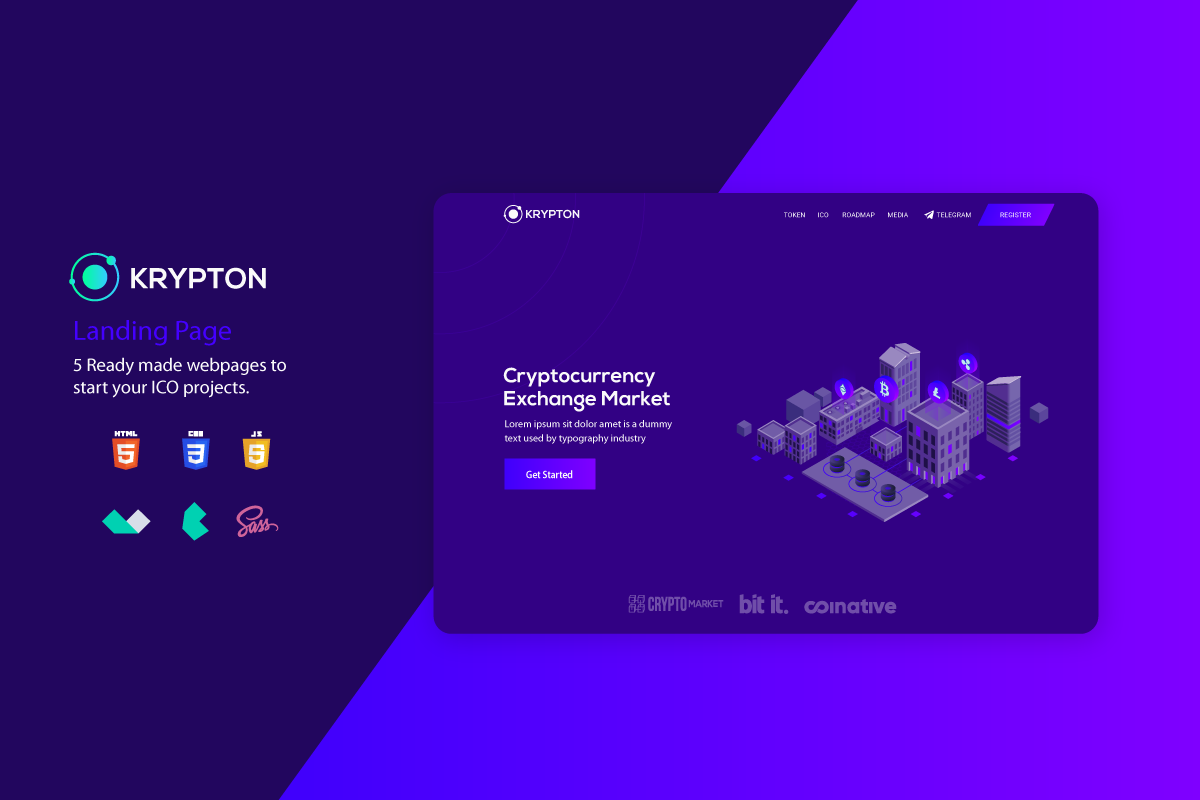 KRYPTON
Landing Page
5 Ready made webpages to
start your ICO projects.
HTML
5
CSS
3
JS
5
Sass
KRYPTON
TOKEN
ICO
ROADMAP
MEDIA
TELEGRAM
REGISTER
Cryptocurrency
Exchange Market
Lorem ipsum sit dolor amet is a dummy
text used by typography industry
Get Started
CRYPTO MARKET
bit it.
coinative